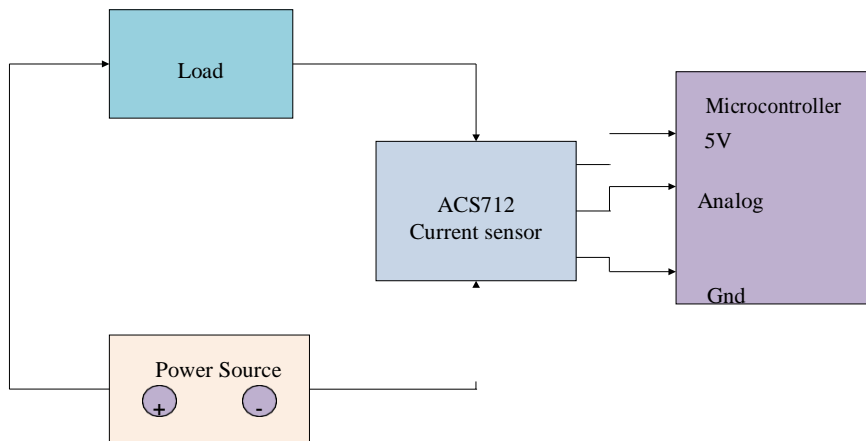 Load
Microcontroller
5V
ACS712
Current sensor
Analog
Gnd
Power Source
+ -